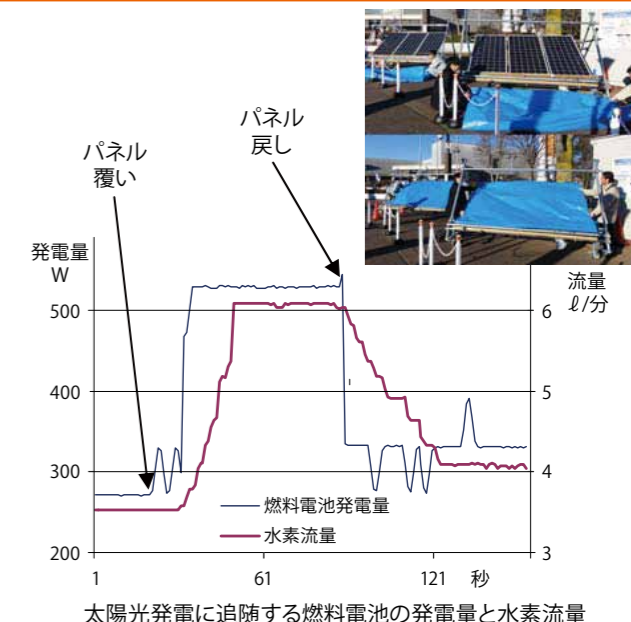 パネル
戻し
パネル
覆い
発電量
W
流量
ℓ/分
500
400
300
200
6
5
4
3
燃料電池発電量
水素流量
1
61
121
秒
太陽光発電に追随する燃料電池の発電量と水素流量